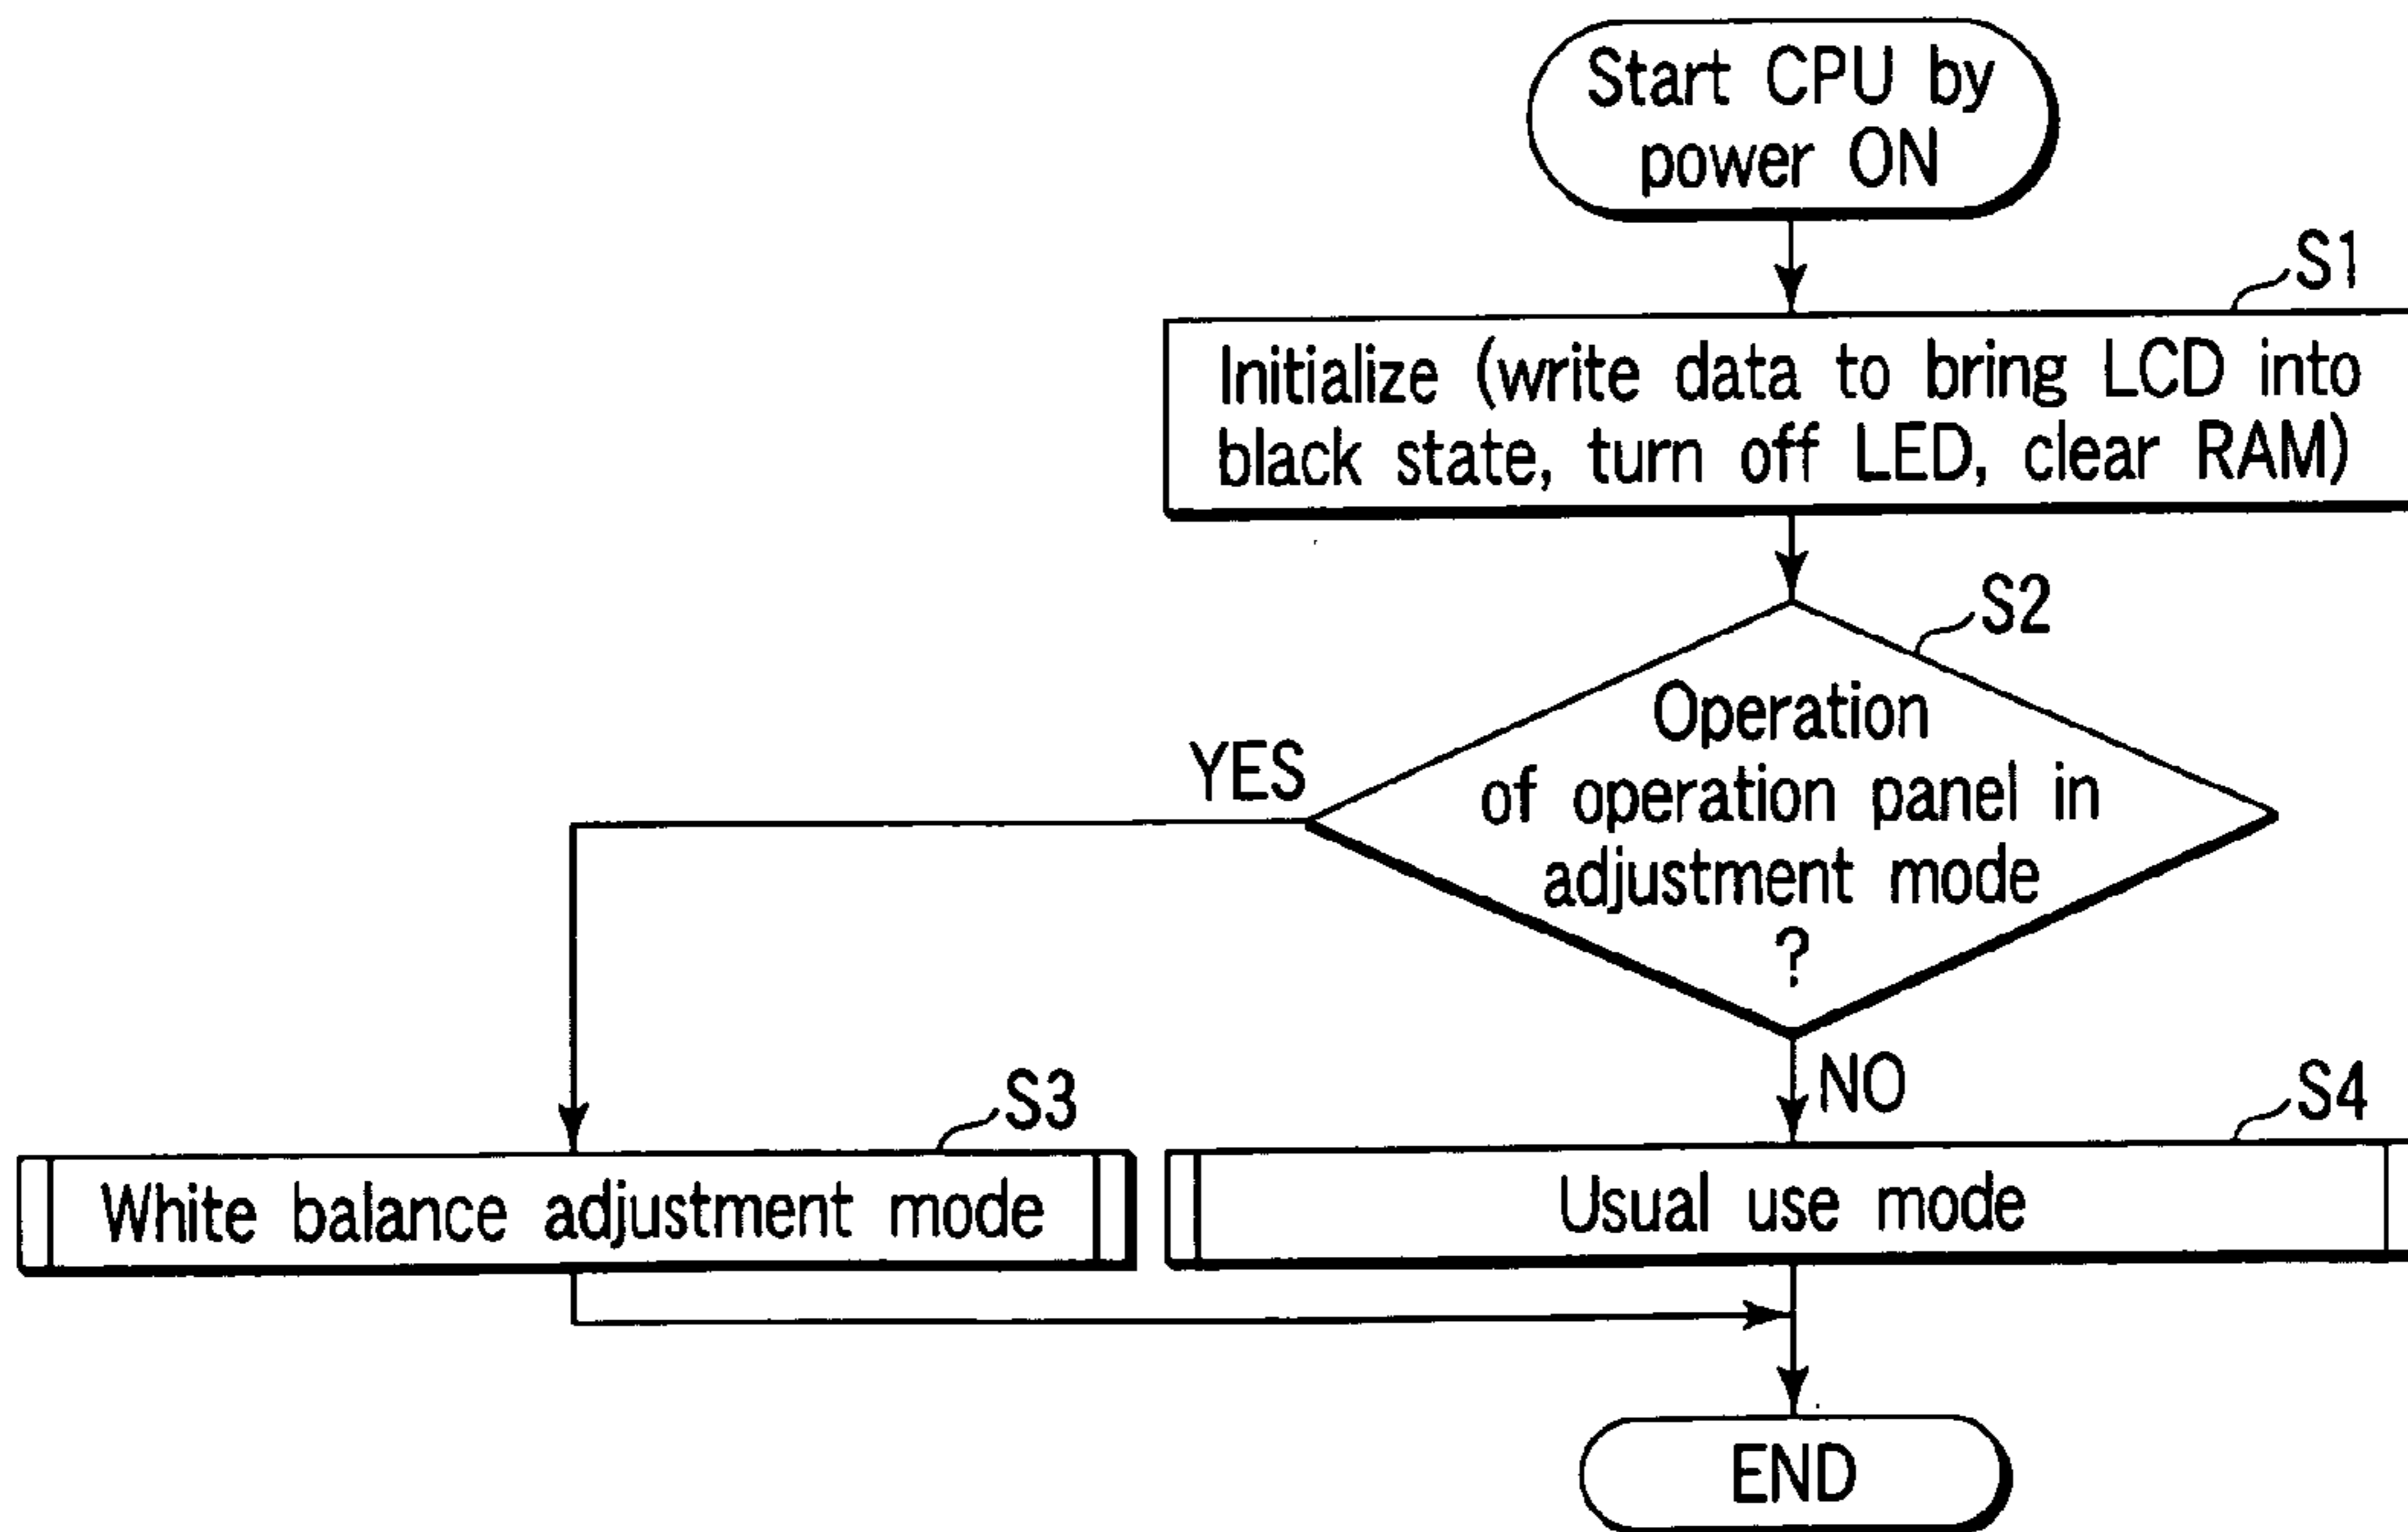 Start CPU by
power ON
S1
Initialize (write data to bring LCD into
black state, turn off LED, clear RAM)
S2
Operation
of operation panel in
adjustment mode
?
YES
NO
S3
White balance adjustment mode
S4
Usual use mode
END